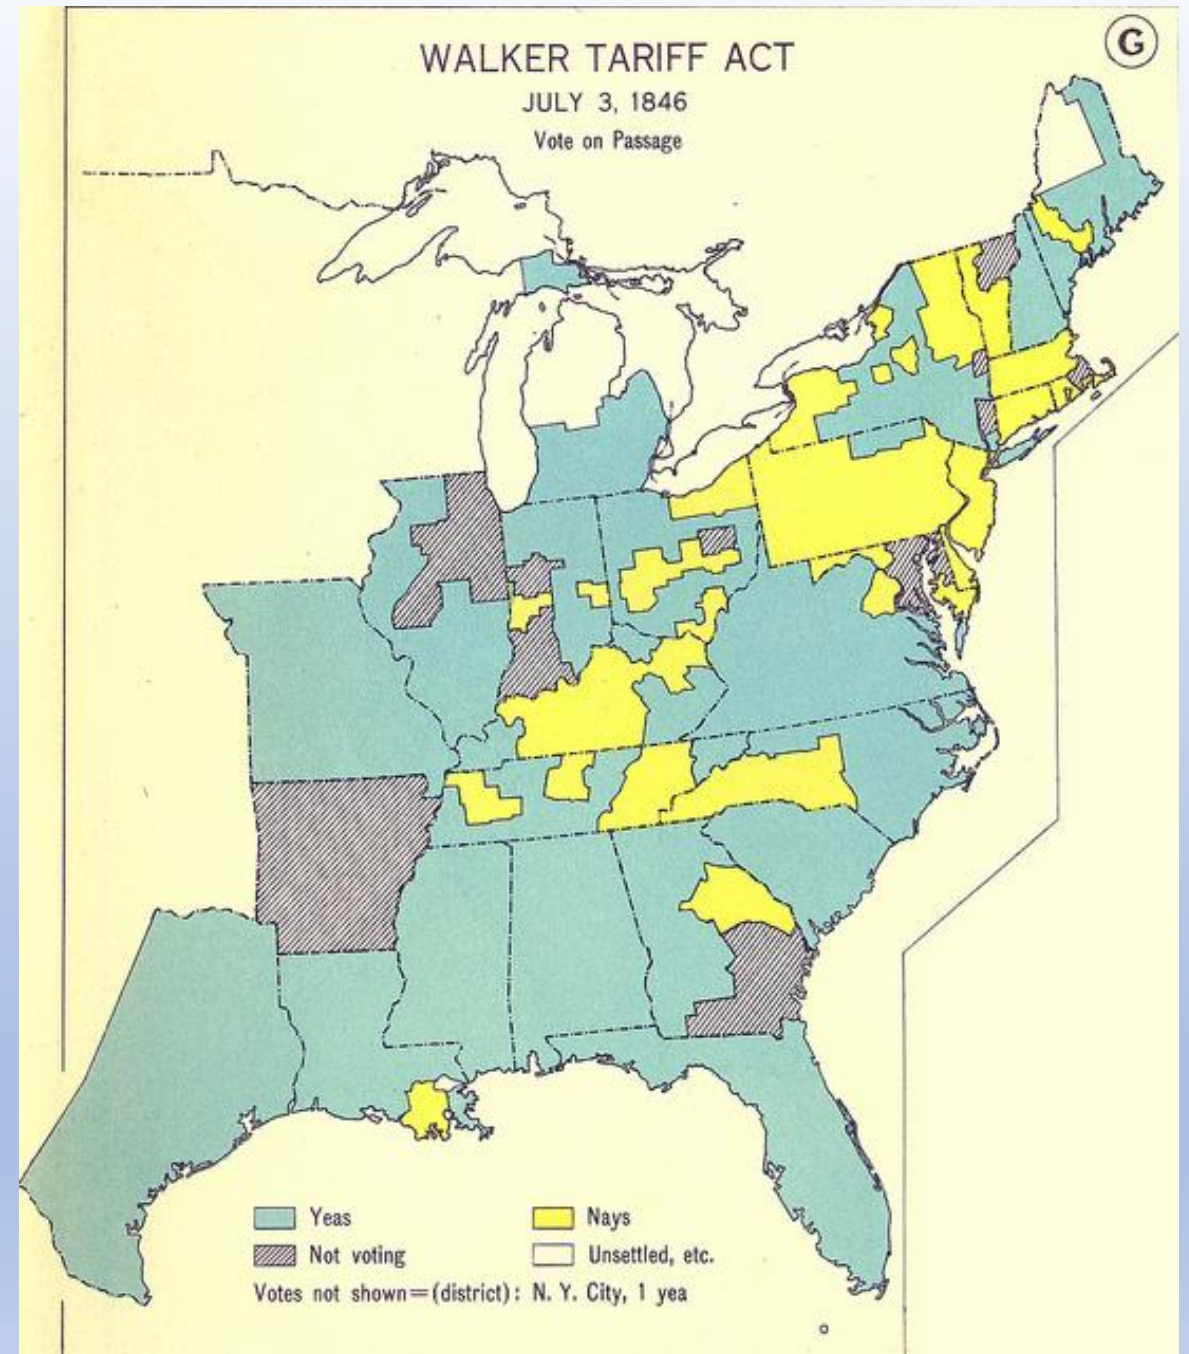 G
WALKER TARIFF ACT
JULY 3, 1846
Vote on Passage
Yeas
Nays
Not voting
Unsettled, etc.
Votes not shown=(district): N. Y. City, 1 yea